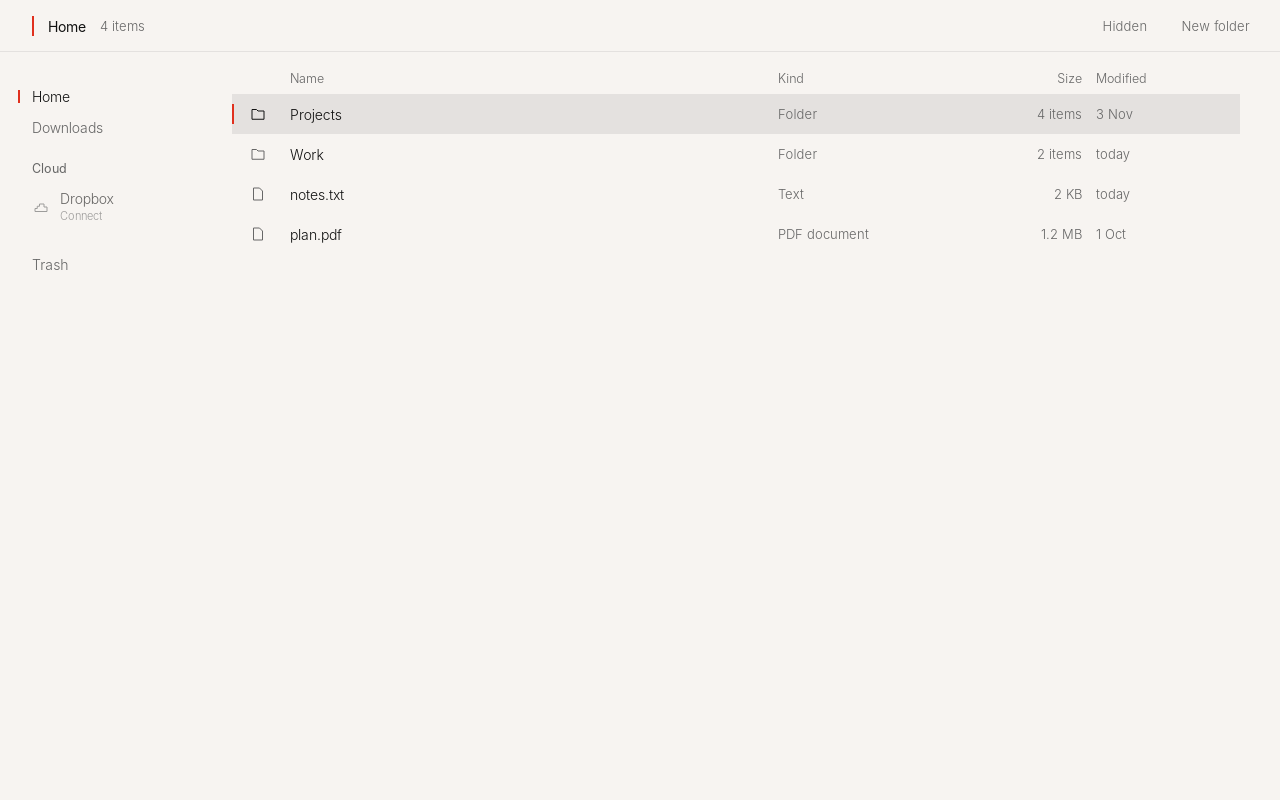 Home 4 items Hidden New folder
Name Kind Size Modified
Home
Downloads
Cloud
Dropbox
Connect
Trash
Projects Folder 4 items 3 Nov
Work Folder 2 items today
notes.txt Text 2 KB today
plan.pdf PDF document 1.2 MB 1 Oct